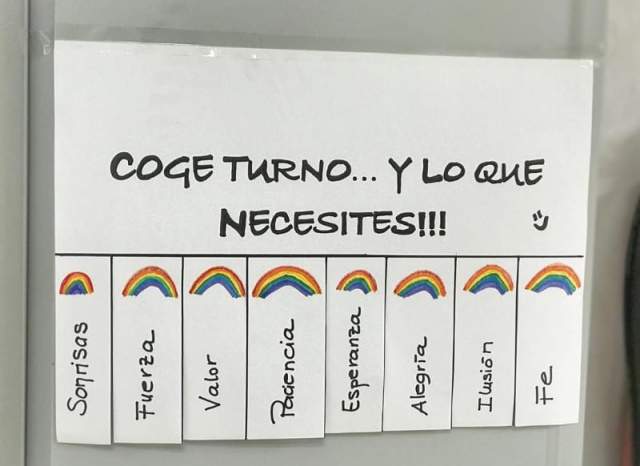 COGE TURNO... Y LO QUE
NECESITES!!!
Sonrisas
Fuerza
Valor
Paciencia
Esperanza
Alegría
Ilusión
Fe